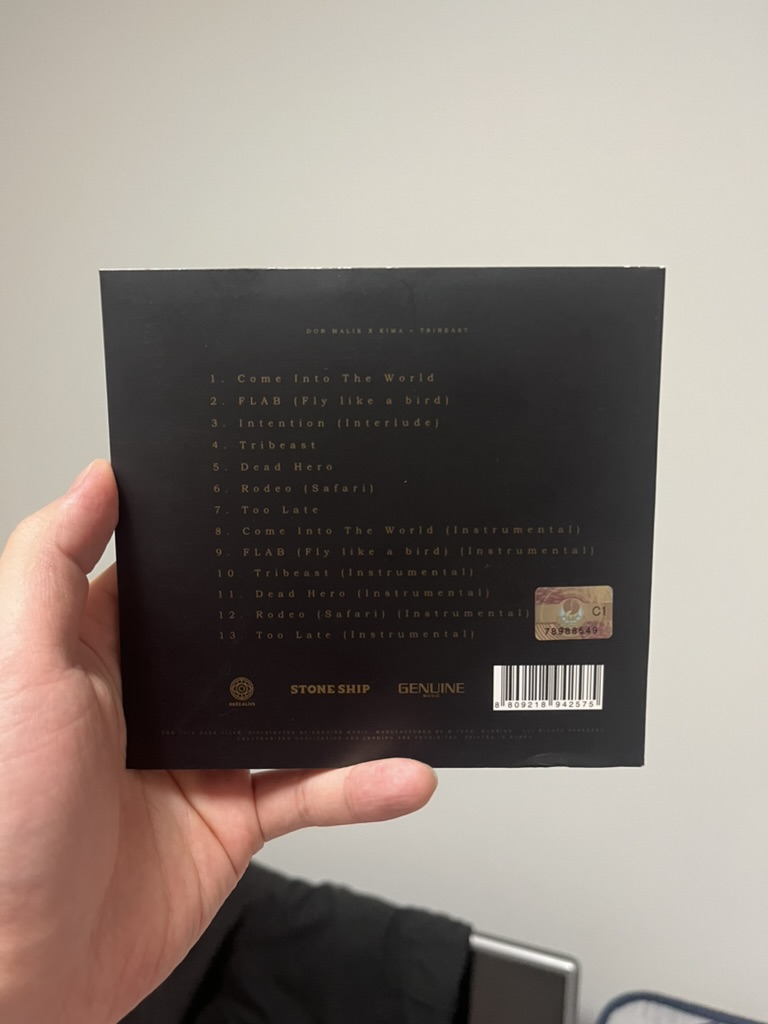 DON MALIK X KIMA - TRIBEAST
1. Come Into The World
2. FLAB (Fly like a bird)
3. Intention (Interlude)
4. Tribeast
5. Dead Hero
6. Rodeo (Safari)
7. Too Late
8. Come Into The World (Instrumental)
9. FLAB (Fly like a bird) (Instrumental)
10. Tribeast (Instrumental)
11. Dead Hero (Instrumental)
12. Rodeo (Safari) (Instrumental)
13 Too Late (Instrumental)
C1
78988649
STONE SHIP
GENUINE
MUSIC
8 809218 942575